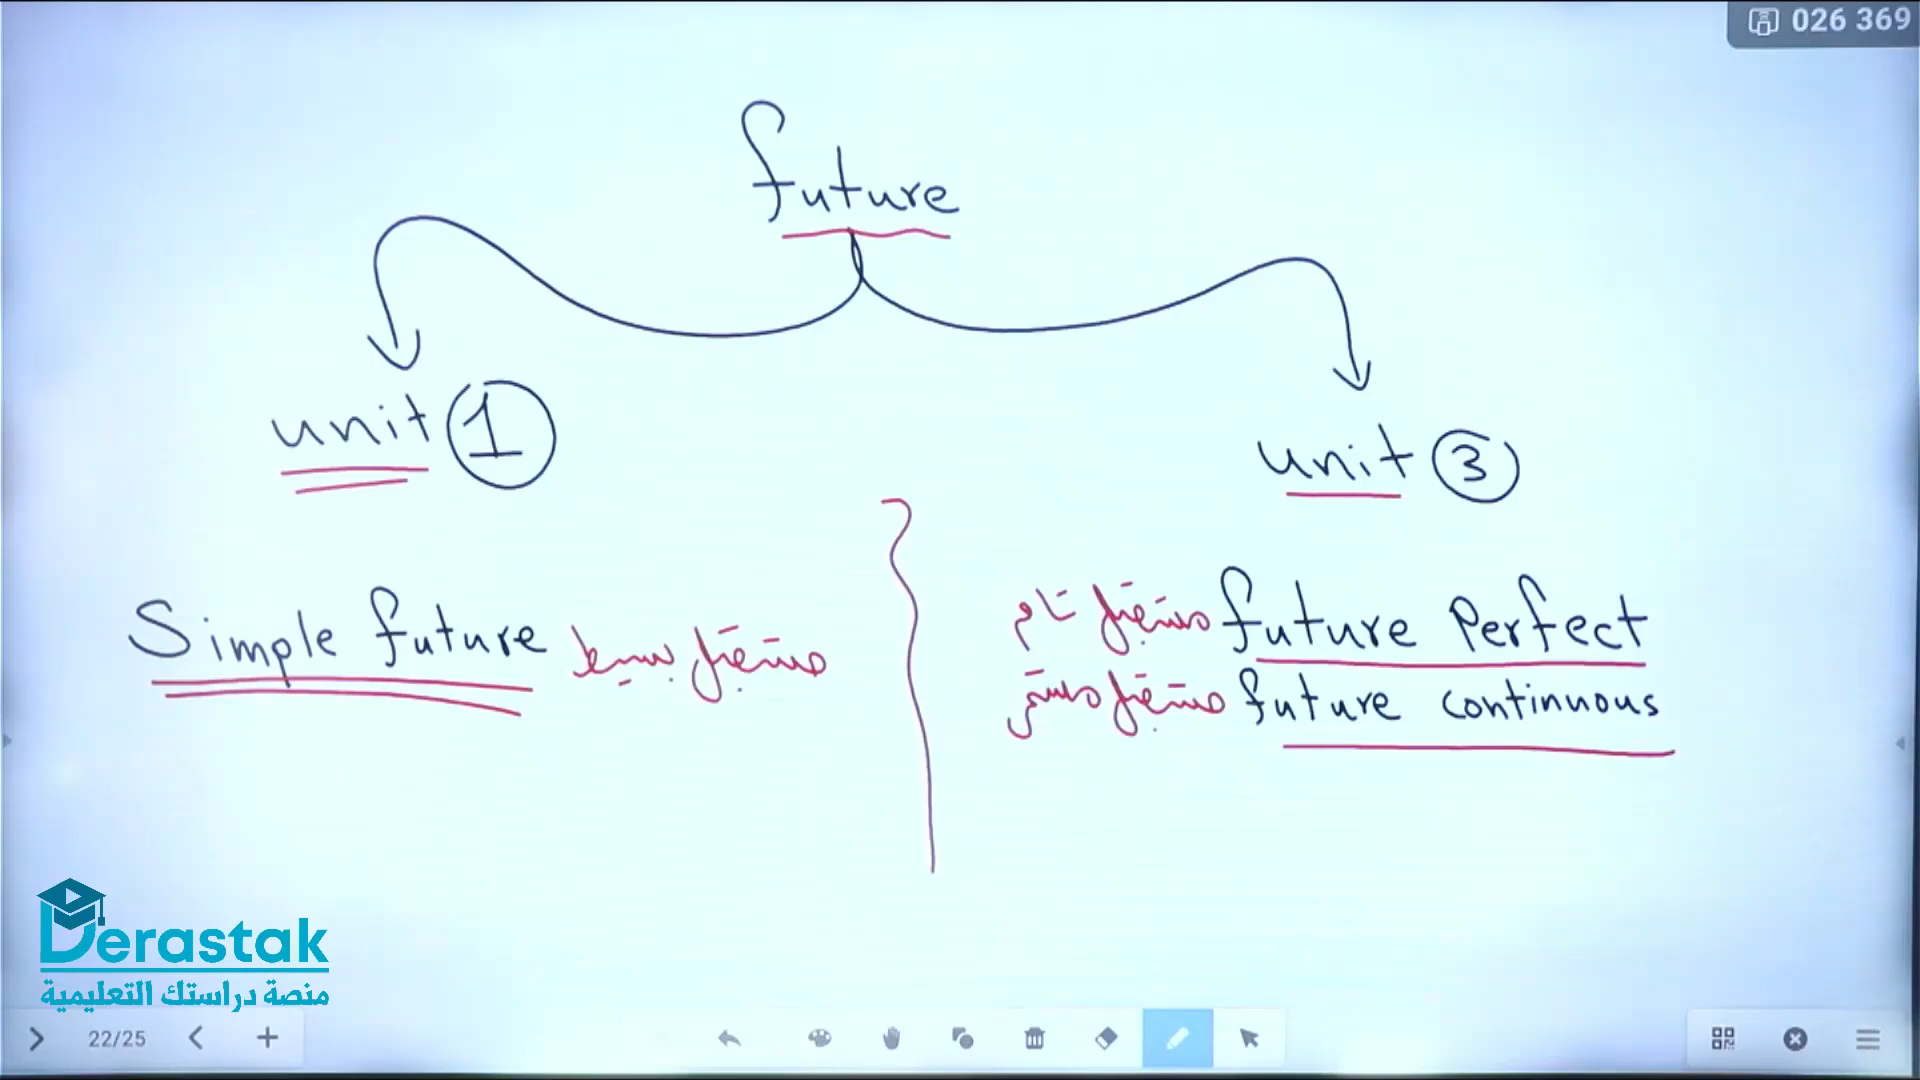 026 369
future
unit 1
unit 3
Simple future مستقبل بسيط
future Perfect مستقبل تام
future continuous مستقبل مستمر
Derastak
منصة دراستك التعليمية
22/25